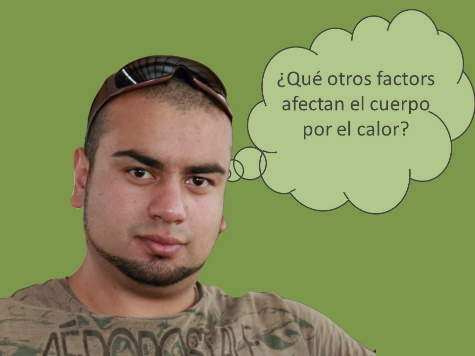 ¿Qué otros factors
afectan el cuerpo
por el calor?